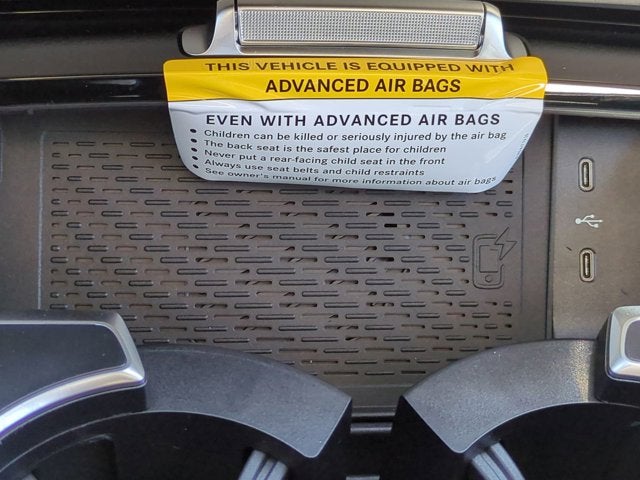 THIS VEHICLE IS EQUIPPED WITH
ADVANCED AIR BAGS
EVEN WITH ADVANCED AIR BAGS
• Children can be killed or seriously injured by the air bag
• The back seat is the safest place for children
• Never put a rear-facing child seat in the front
• Always use seat belts and child restraints
• See owner's manual for more information about air bags